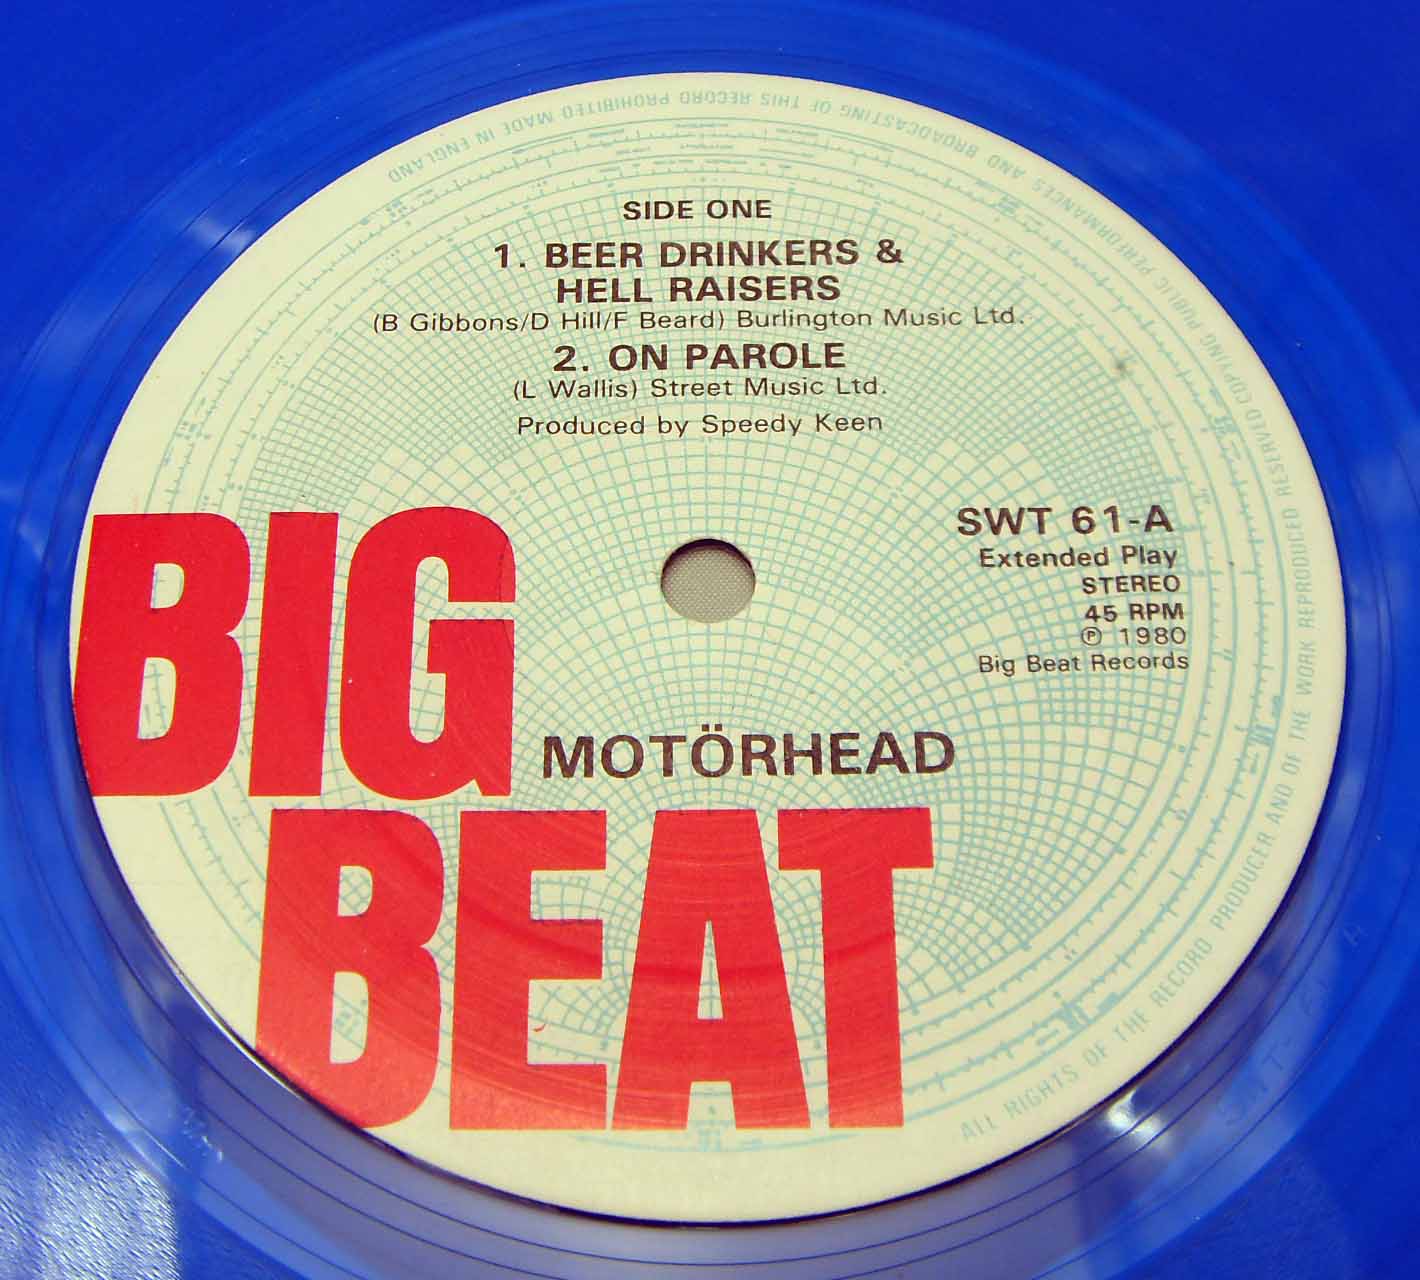 SIDE ONE
1. BEER DRINKERS &
HELL RAISERS
(B Gibbons/D Hill/F Beard) Burlington Music Ltd.
2. ON PAROLE
(L Wallis) Street Music Ltd.
Produced by Speedy Keen
SWT 61-A
Extended Play
STEREO
45 RPM
℗ 1980
Big Beat Records
MOTÖRHEAD
BIG
BEAT
ALL RIGHTS OF THE RECORD PRODUCER AND OF THE WORK REPRODUCED RESERVED COPYING PUBLIC PERFORMANCES AND BROADCASTING OF THIS RECORD PROHIBITED MADE IN ENGLAND